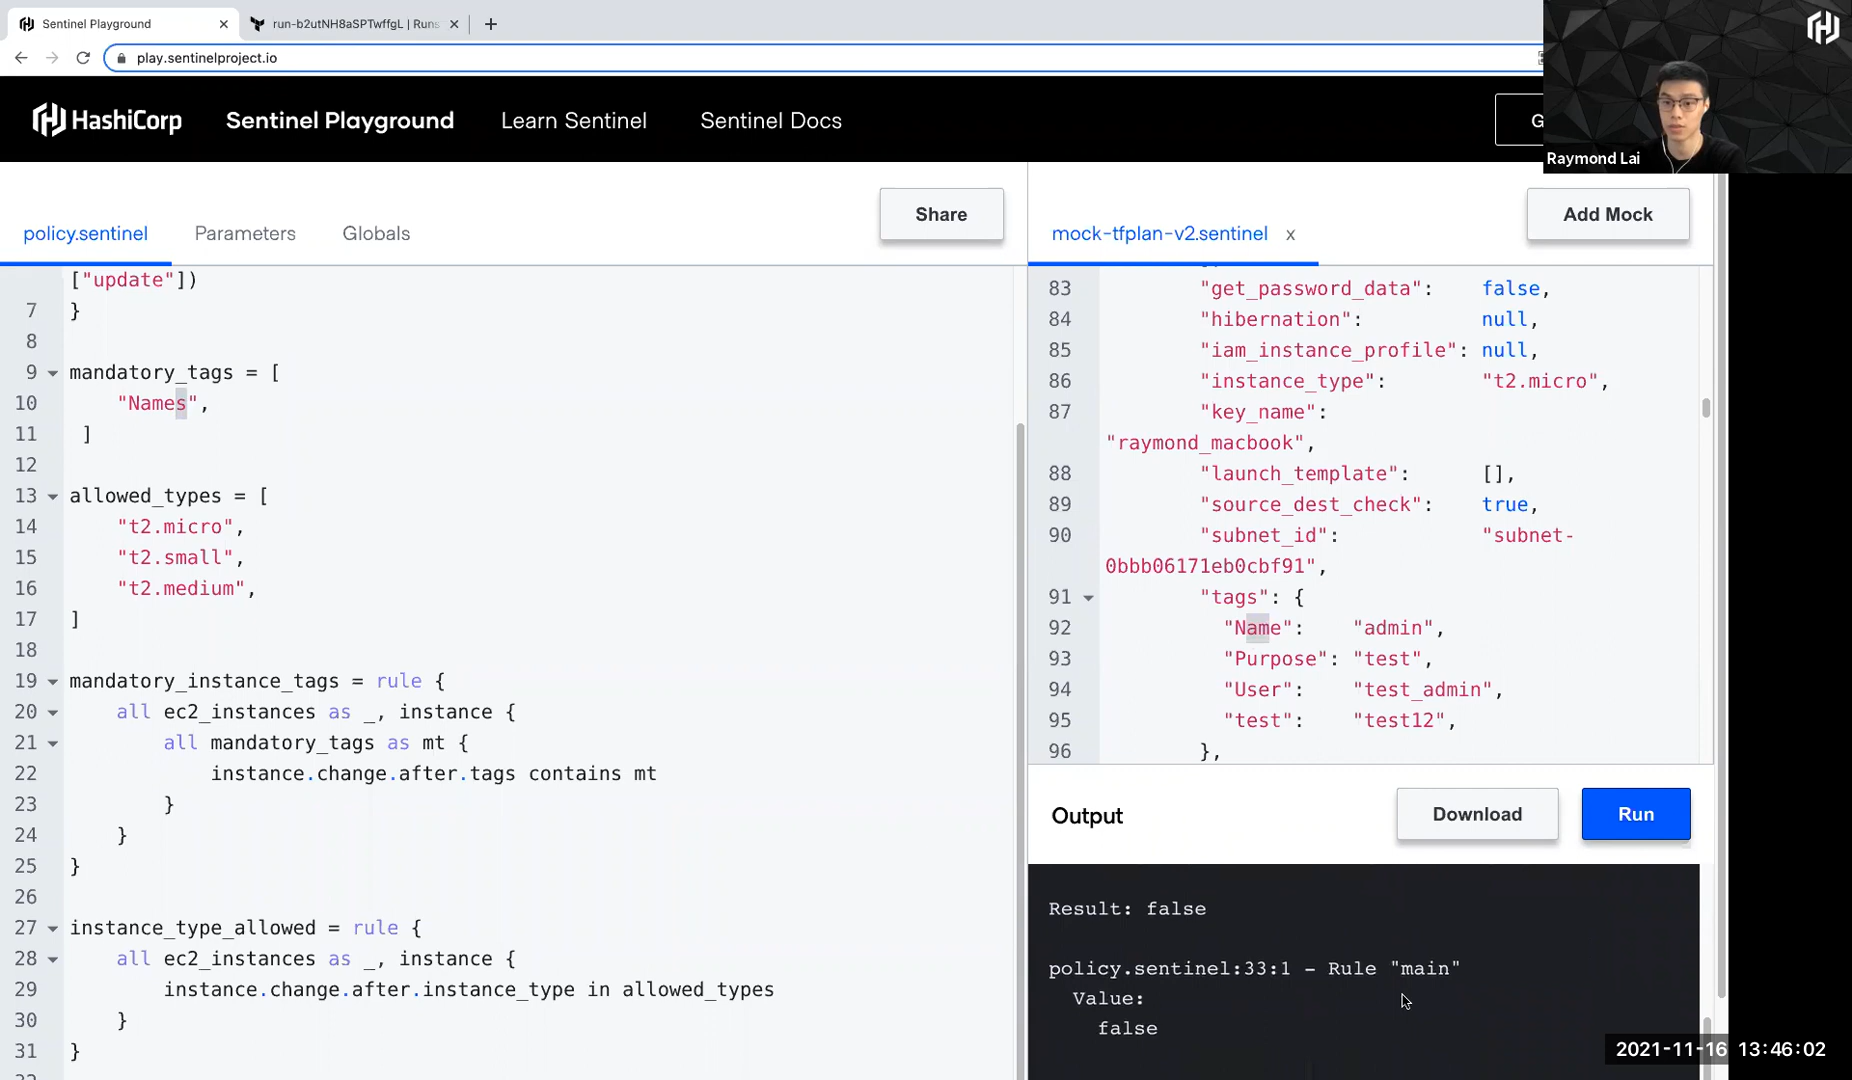 Sentinel Playground
run-b2utNH8aSPTwffgL | Runs
play.sentinelproject.io
HashiCorp
Sentinel Playground
Learn Sentinel
Sentinel Docs
Raymond Lai
policy.sentinel
Parameters
Globals
Share
["update"])
7 }
8
9 mandatory_tags = [
10 "Names",
11 ]
12
13 allowed_types = [
14 "t2.micro",
15 "t2.small",
16 "t2.medium",
17 ]
18
19 mandatory_instance_tags = rule {
20 all ec2_instances as _, instance {
21 all mandatory_tags as mt {
22 instance.change.after.tags contains mt
23 }
24 }
25 }
26
27 instance_type_allowed = rule {
28 all ec2_instances as _, instance {
29 instance.change.after.instance_type in allowed_types
30 }
31 }
mock-tfplan-v2.sentinel x
Add Mock
83 "get_password_data": false,
84 "hibernation": null,
85 "iam_instance_profile": null,
86 "instance_type": "t2.micro",
87 "key_name":
"raymond_macbook",
88 "launch_template": [],
89 "source_dest_check": true,
90 "subnet_id": "subnet-
0bbb06171eb0cbf91",
91 "tags": {
92 "Name": "admin",
93 "Purpose": "test",
94 "User": "test_admin",
95 "test": "test12",
96 },
Output
Download
Run
Result: false
policy.sentinel:33:1 - Rule "main"
Value:
false
2021-11-16 13:46:02